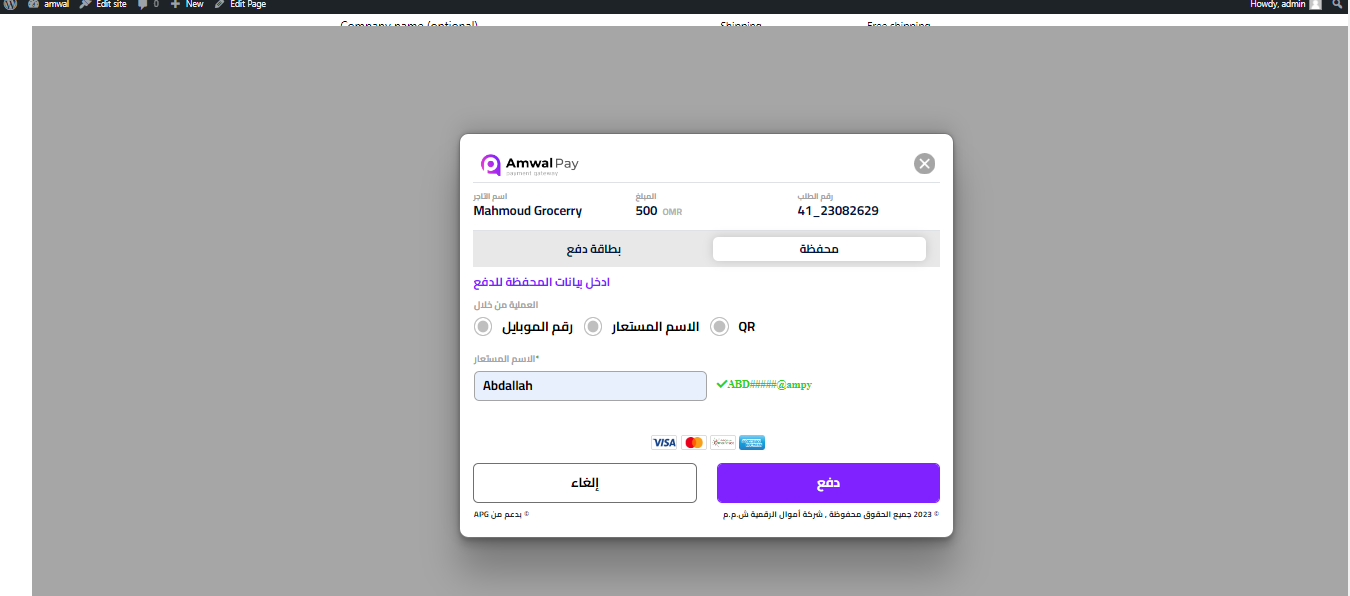 amwal Edit site 0 New Edit Page Howdy, admin
Company name (optional) Shipping Free shipping
Amwal Pay
payment gateway
اسم التاجر المبلغ رقم الطلب
Mahmoud Grocerry 500 OMR 41_23082629
بطاقة دفع محفظة
ادخل بيانات المحفظة للدفع
العملية من خلال
رقم الموبايل الاسم المستعار QR
الاسم المستعار*
Abdallah ABD#####@ampy
VISA
إلغاء دفع
© بدعم من APG © 2023 جميع الحقوق محفوظة , شركة أموال الرقمية ش.م.م